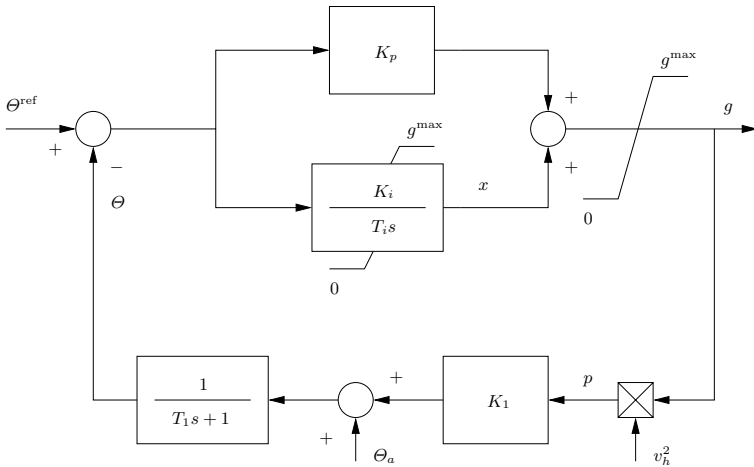 K_p
g^max
Θ^ref
g^max
g
+
+
+
−
K_i
T_i s
x
+
Θ
0
0
1
T_1 s + 1
+
K_1
p
+
Θ_a
v_h^2